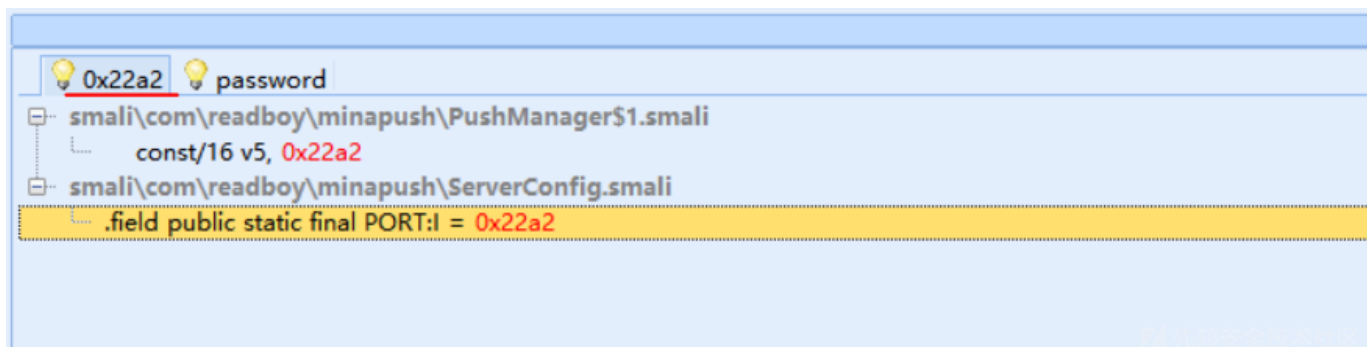 0x22a2 password
smali\com\readboy\minapush\PushManager$1.smali
const/16 v5, 0x22a2
smali\com\readboy\minapush\ServerConfig.smali
.field public static final PORT:I = 0x22a2